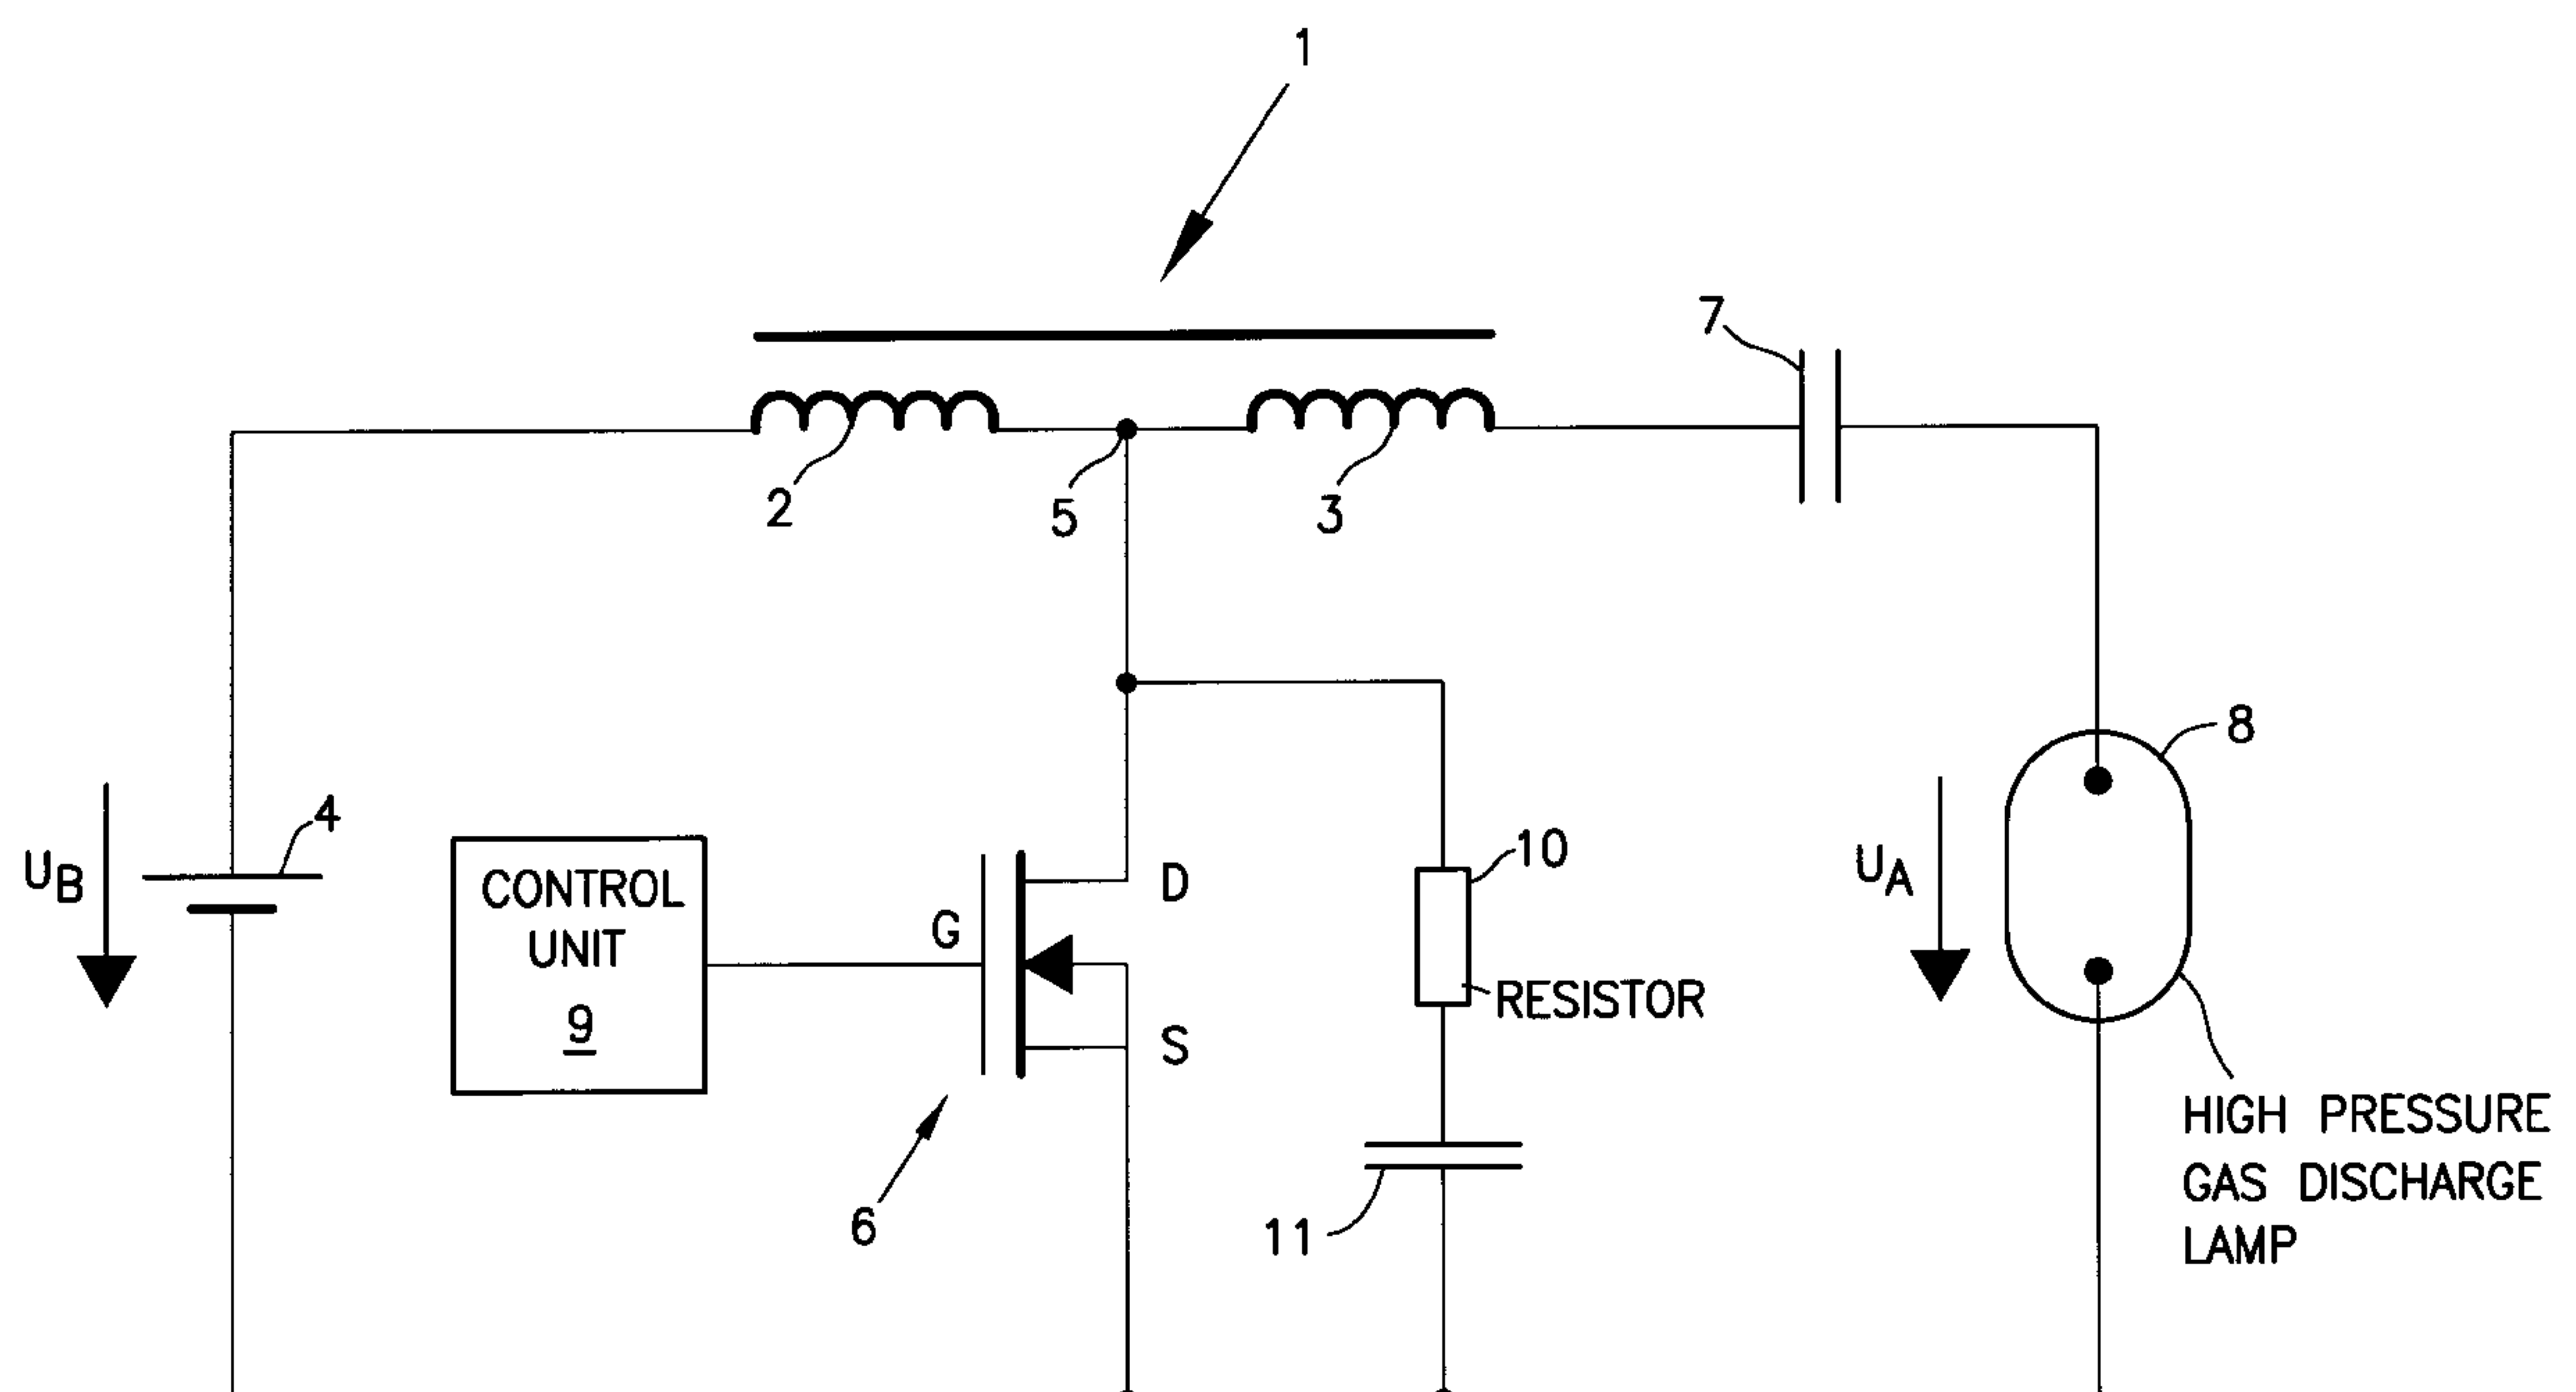 1
7
2
5
3
8
4
U_B
CONTROL
UNIT
9
G
D
S
10
U_A
RESISTOR
6
11
HIGH PRESSURE
GAS DISCHARGE
LAMP